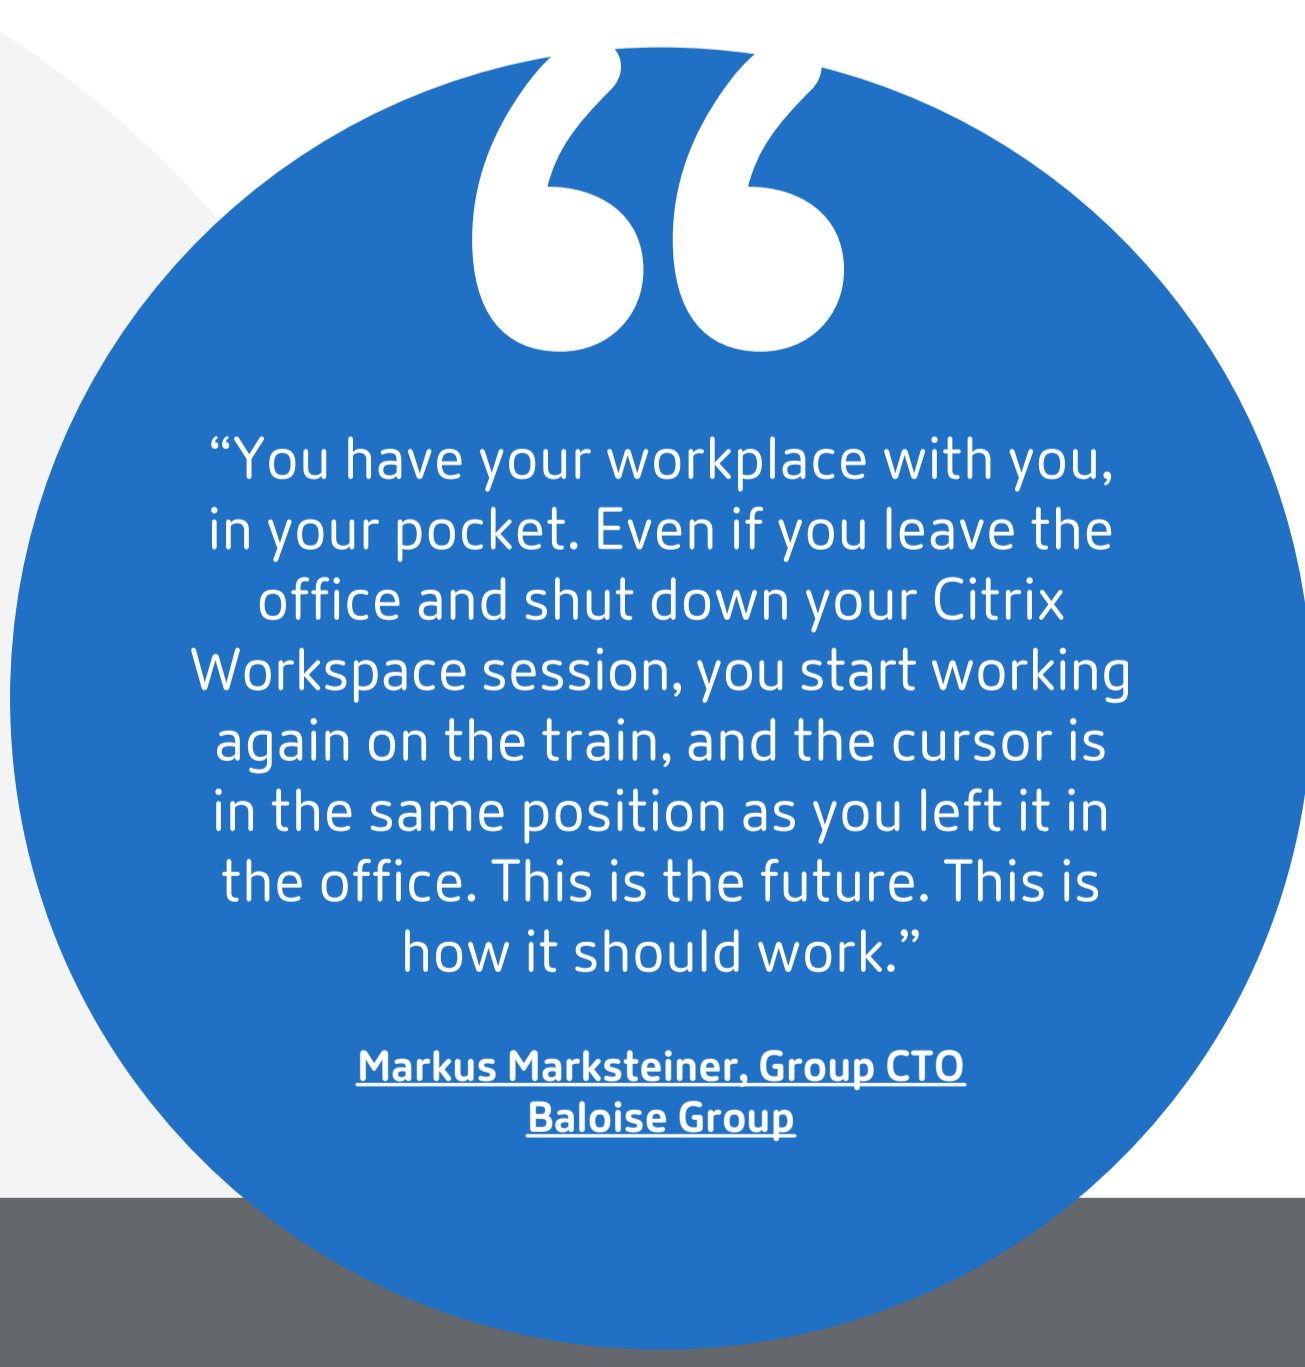 “You have your workplace with you,
in your pocket. Even if you leave the
office and shut down your Citrix
Workspace session, you start working
again on the train, and the cursor is
in the same position as you left it in
the office. This is the future. This is
how it should work.”
Markus Marksteiner, Group CTO
Baloise Group